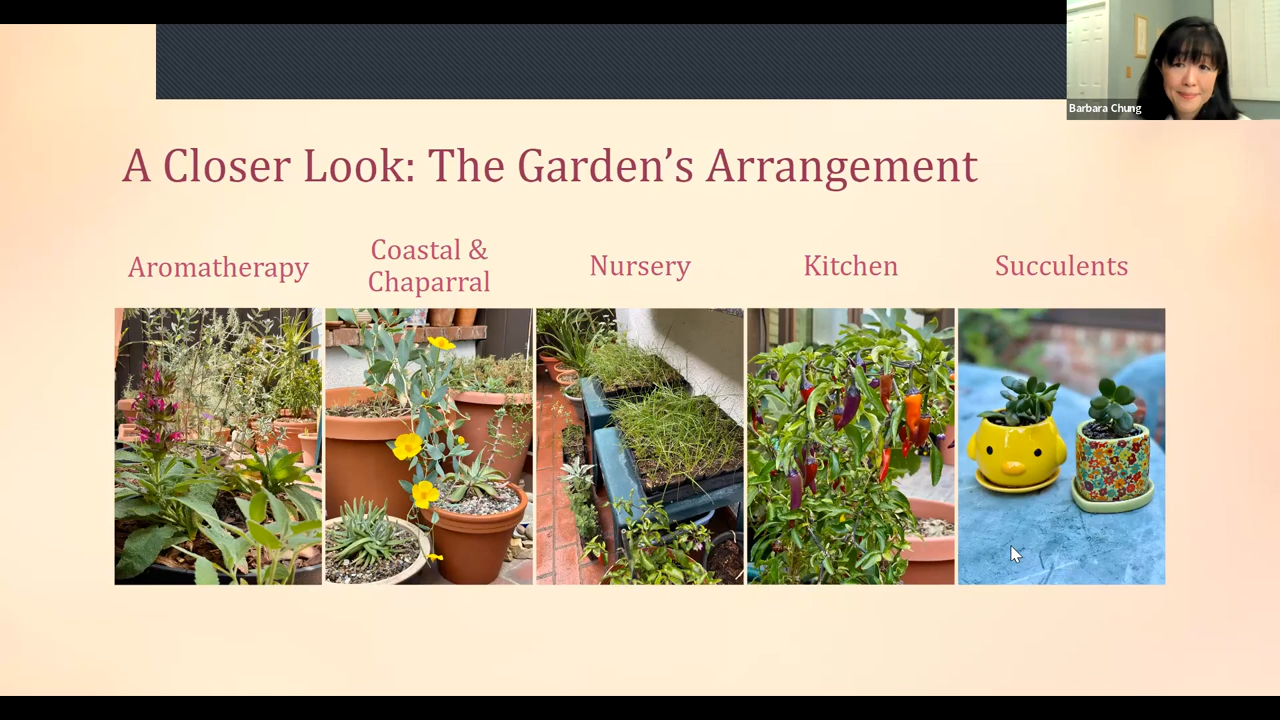 Barbara Chung
A Closer Look: The Garden’s Arrangement
Aromatherapy
Coastal &
Chaparral
Nursery
Kitchen
Succulents